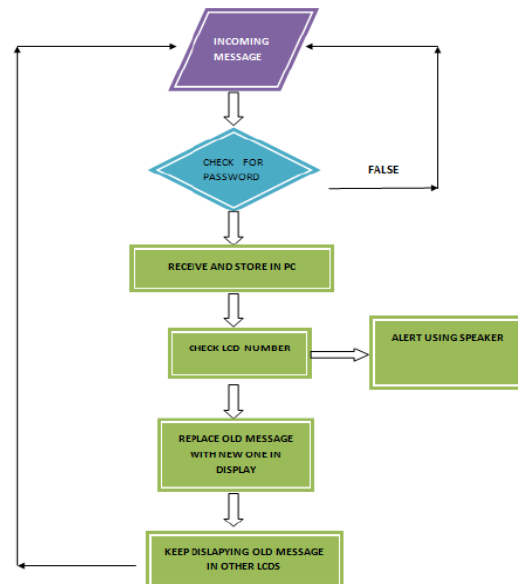 INCOMING
MESSAGE
CHECK FOR
PASSWORD
FALSE
RECEIVE AND STORE IN PC
CHECK LCD NUMBER
ALERT USING SPEAKER
REPLACE OLD MESSAGE
WITH NEW ONE IN
DISPLAY
KEEP DISLAPYING OLD MESSAGE
IN OTHER LCDS